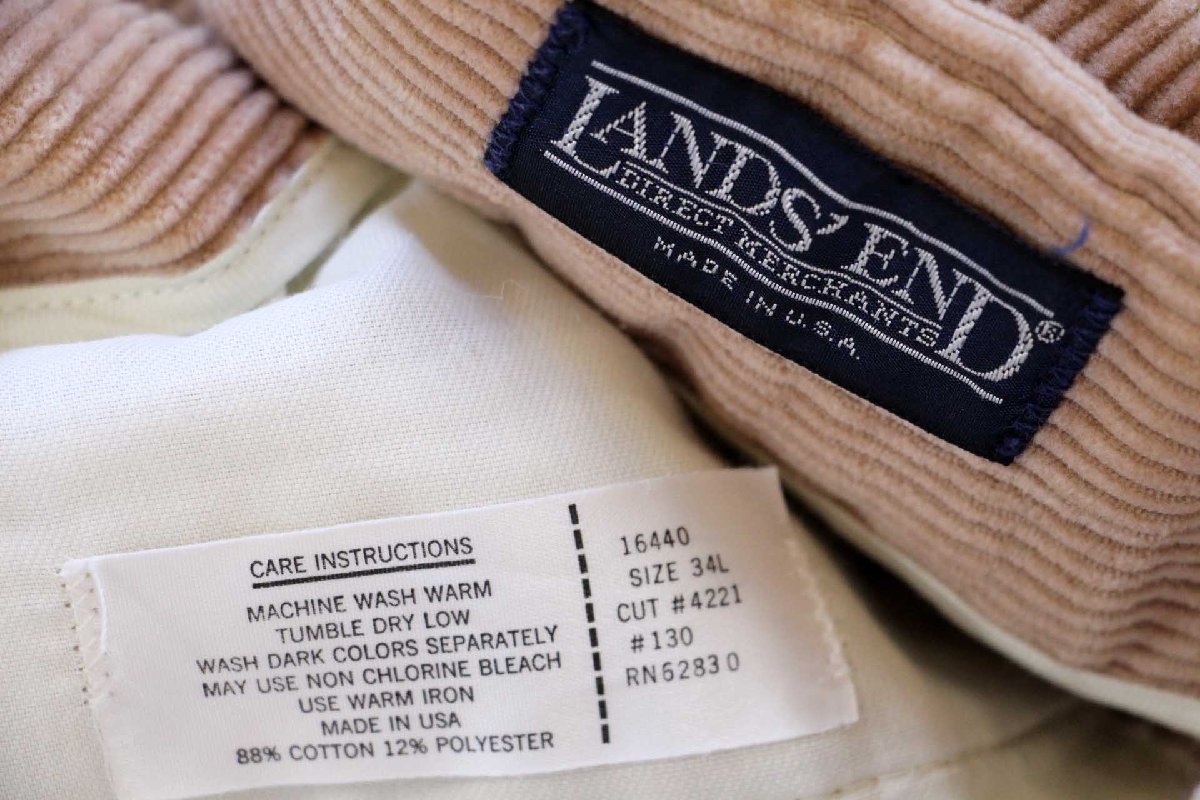 LANDS' END®
DIRECT MERCHANTS
MADE IN U.S.A.
CARE INSTRUCTIONS
MACHINE WASH WARM
TUMBLE DRY LOW
WASH DARK COLORS SEPARATELY
MAY USE NON CHLORINE BLEACH
USE WARM IRON
MADE IN USA
88% COTTON 12% POLYESTER
16440
SIZE 34L
CUT #4221
#130
RN62830